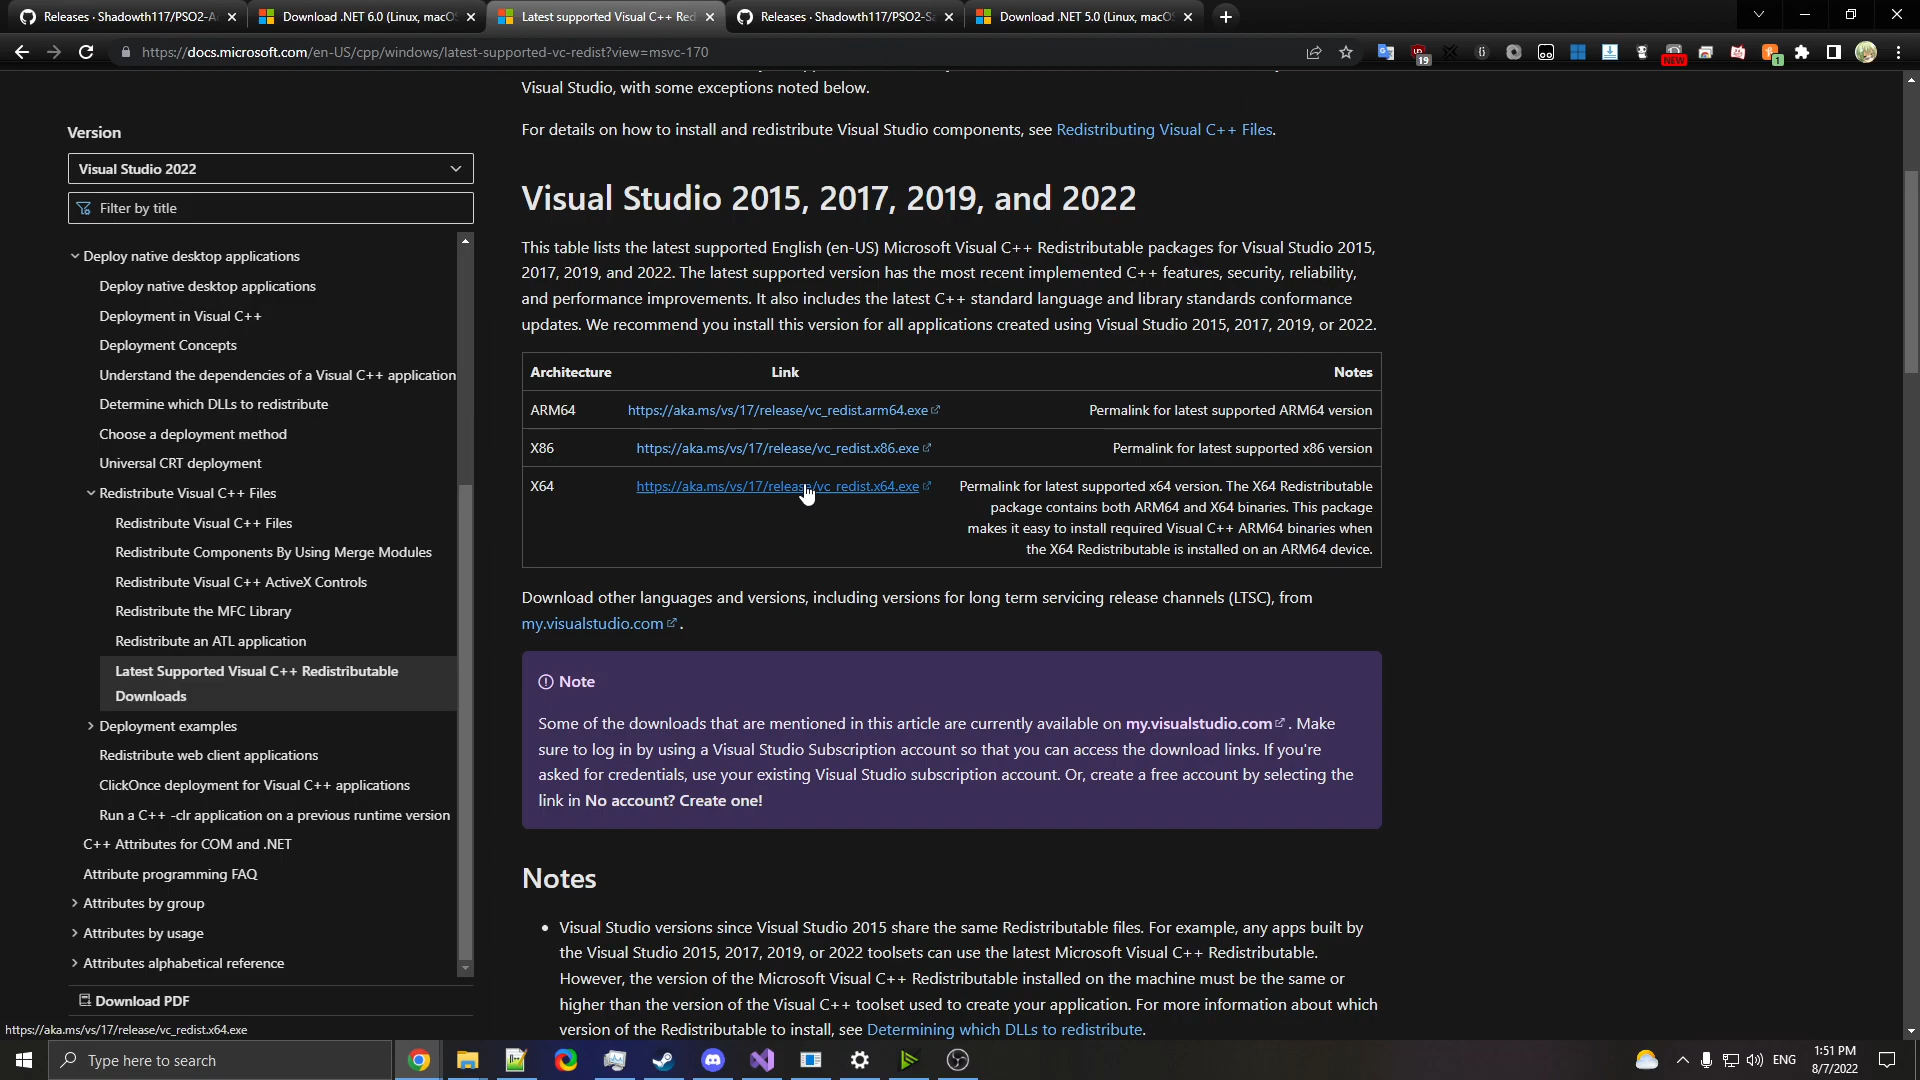 Releases · Shadowth117/PSO2-A
Download .NET 6.0 (Linux, macOS
Latest supported Visual C++ Red
Releases · Shadowth117/PSO2-Sa
Download .NET 5.0 (Linux, macOS
https://docs.microsoft.com/en-US/cpp/windows/latest-supported-vc-redist?view=msvc-170
19
NEW
1
Version
Visual Studio 2022
Filter by title
Deploy native desktop applications
Deploy native desktop applications
Deployment in Visual C++
Deployment Concepts
Understand the dependencies of a Visual C++ application
Determine which DLLs to redistribute
Choose a deployment method
Universal CRT deployment
Redistribute Visual C++ Files
Redistribute Visual C++ Files
Redistribute Components By Using Merge Modules
Redistribute Visual C++ ActiveX Controls
Redistribute the MFC Library
Redistribute an ATL application
Latest Supported Visual C++ Redistributable
Downloads
Deployment examples
Redistribute web client applications
ClickOnce deployment for Visual C++ applications
Run a C++ -clr application on a previous runtime version
C++ Attributes for COM and .NET
Attribute programming FAQ
Attributes by group
Attributes by usage
Attributes alphabetical reference
Download PDF
Visual Studio, with some exceptions noted below.
For details on how to install and redistribute Visual Studio components, see Redistributing Visual C++ Files.
Visual Studio 2015, 2017, 2019, and 2022
This table lists the latest supported English (en-US) Microsoft Visual C++ Redistributable packages for Visual Studio 2015,
2017, 2019, and 2022. The latest supported version has the most recent implemented C++ features, security, reliability,
and performance improvements. It also includes the latest C++ standard language and library standards conformance
updates. We recommend you install this version for all applications created using Visual Studio 2015, 2017, 2019, or 2022.
Architecture Link Notes
ARM64 https://aka.ms/vs/17/release/vc_redist.arm64.exe Permalink for latest supported ARM64 version
X86 https://aka.ms/vs/17/release/vc_redist.x86.exe Permalink for latest supported x86 version
X64 https://aka.ms/vs/17/release/vc_redist.x64.exe Permalink for latest supported x64 version. The X64 Redistributable
package contains both ARM64 and X64 binaries. This package
makes it easy to install required Visual C++ ARM64 binaries when
the X64 Redistributable is installed on an ARM64 device.
Download other languages and versions, including versions for long term servicing release channels (LTSC), from
my.visualstudio.com .
Note
Some of the downloads that are mentioned in this article are currently available on my.visualstudio.com . Make
sure to log in by using a Visual Studio Subscription account so that you can access the download links. If you're
asked for credentials, use your existing Visual Studio subscription account. Or, create a free account by selecting the
link in No account? Create one!
Notes
• Visual Studio versions since Visual Studio 2015 share the same Redistributable files. For example, any apps built by
the Visual Studio 2015, 2017, 2019, or 2022 toolsets can use the latest Microsoft Visual C++ Redistributable.
However, the version of the Microsoft Visual C++ Redistributable installed on the machine must be the same or
higher than the version of the Visual C++ toolset used to create your application. For more information about which
version of the Redistributable to install, see Determining which DLLs to redistribute.
https://aka.ms/vs/17/release/vc_redist.x64.exe
Type here to search
ENG
1:51 PM
8/7/2022